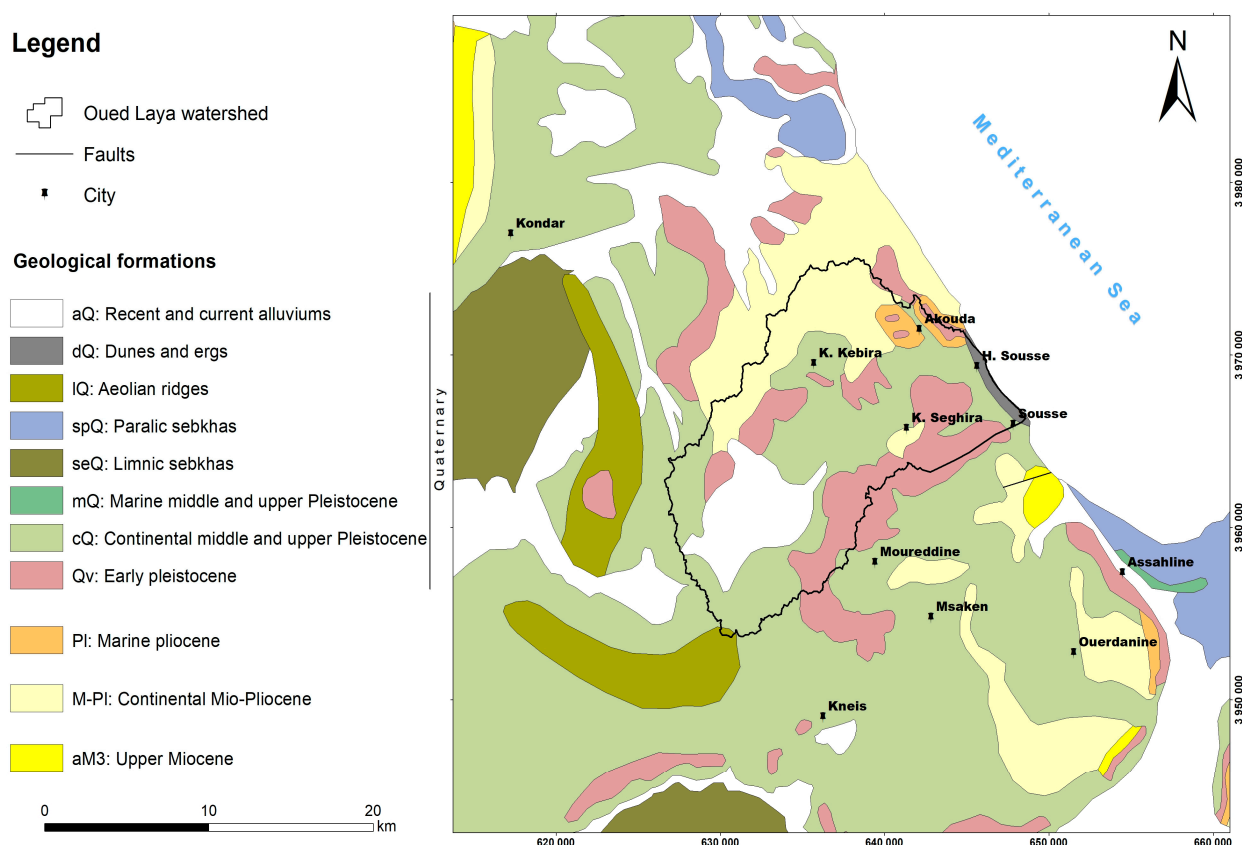 Legend
Oued Laya watershed
Faults
City
Geological formations
aQ: Recent and current alluviums
dQ: Dunes and ergs
lQ: Aeolian ridges
spQ: Paralic sebkhas
seQ: Limnic sebkhas
mQ: Marine middle and upper Pleistocene
cQ: Continental middle and upper Pleistocene
Qv: Early pleistocene
Quaternary
Pl: Marine pliocene
M-Pl: Continental Mio-Pliocene
aM3: Upper Miocene
0 10 20
km
N
Mediterranean Sea
Kondar
Akouda
K. Kebira
H. Sousse
K. Seghira
Sousse
Moureddine
Assahline
Msaken
Ouerdanine
Kneis
3 980 000
3 970 000
3 960 000
3 950 000
620 000 630 000 640 000 650 000 660 000